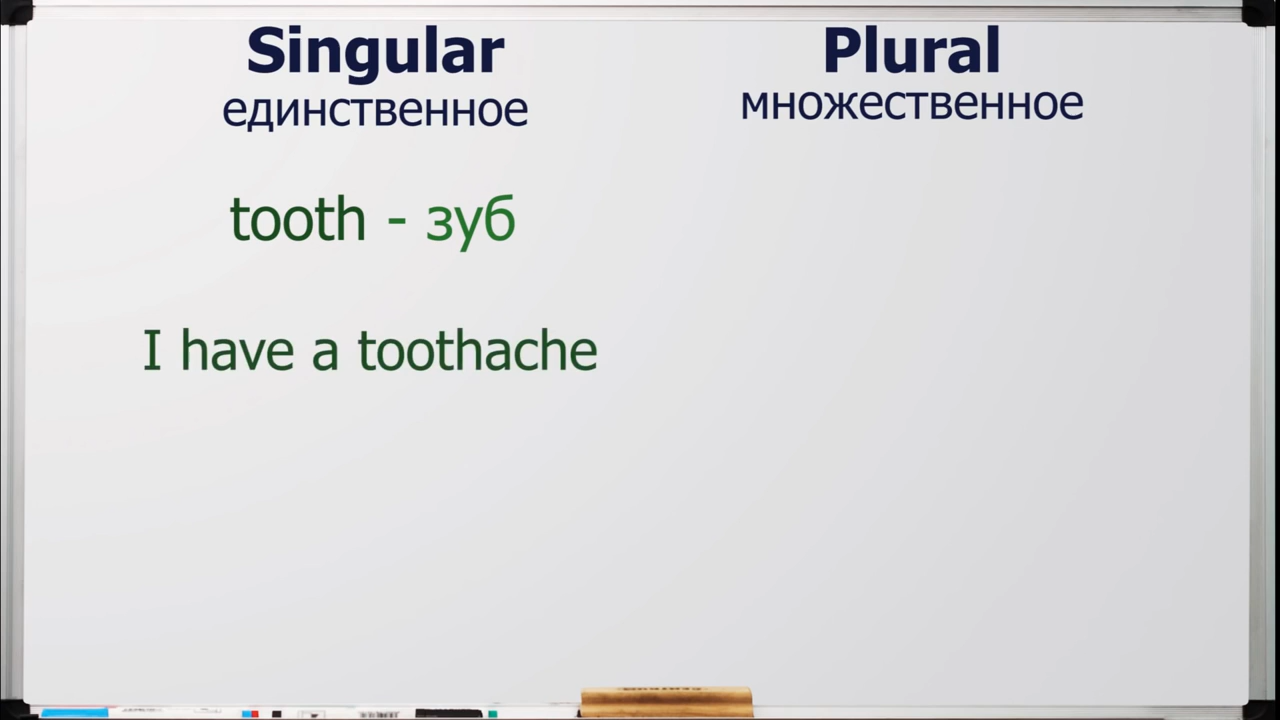 Singular
единственное
Plural
множественное
tooth - зуб
I have a toothache